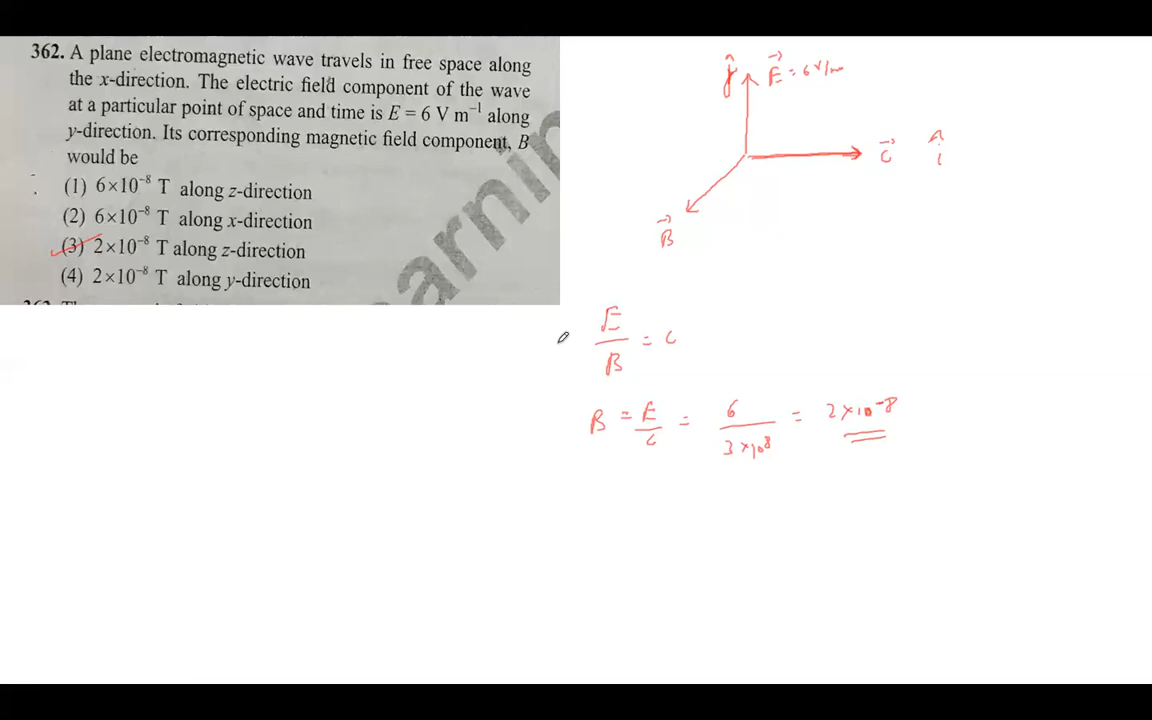 362. A plane electromagnetic wave travels in free space along
the x-direction. The electric field component of the wave
at a particular point of space and time is E = 6 V m⁻¹ along
y-direction. Its corresponding magnetic field component, B
would be
(1) 6×10⁻⁸ T along z-direction
(2) 6×10⁻⁸ T along x-direction
(3) 2×10⁻⁸ T along z-direction
(4) 2×10⁻⁸ T along y-direction
arnin
ĵ E⃗ = 6 V/m
C⃗ î
B⃗
E/B = C
B = E/C = 6/3×10⁸ = 2×10⁻⁸